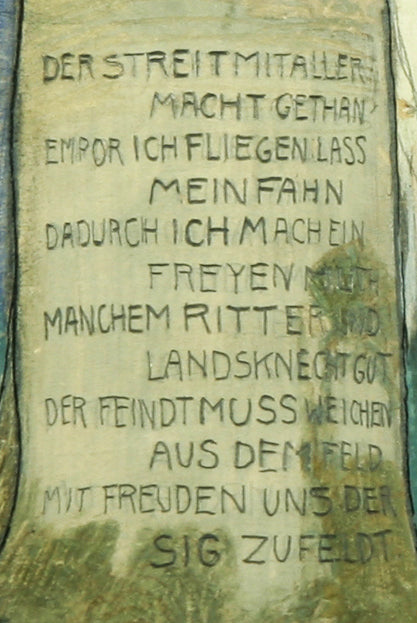 DER STREIT MIT ALLER
MACHT GETHAN
EMPOR ICH FLIEGEN LASS
MEIN FAHN
DADURCH ICH MACH EIN
FREYEN MUTH
MANCHEM RITTER UND
LANDSKNECHT GUT
DER FEINDT MUSS WEICHEN
AUS DEM FELD
MIT FREUDEN UNS DER
SIG ZUFELDT